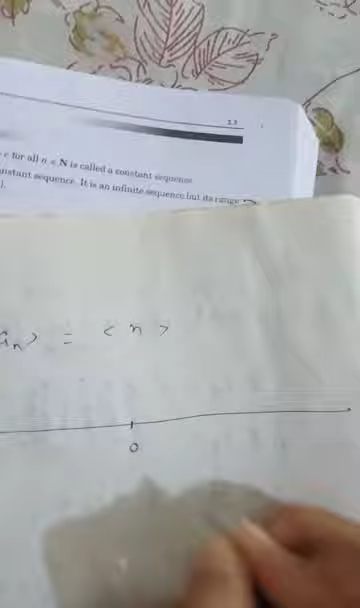 2.3
c for all n ∈ N is called a constant sequence.
nstant sequence. It is an infinite sequence but its range
).
aₙ> = < n >
0